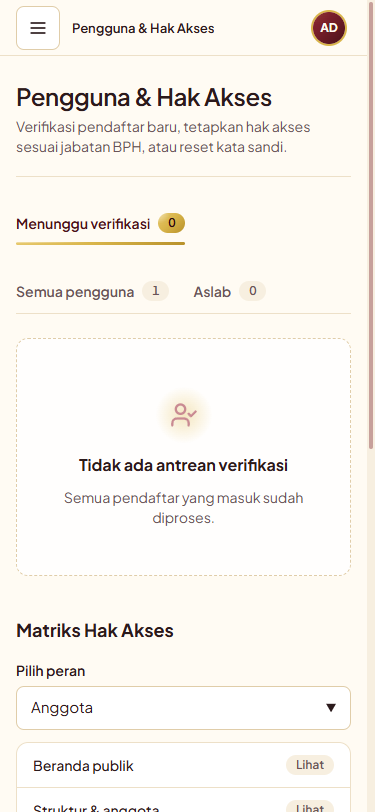 Pengguna & Hak Akses
AD
Pengguna & Hak Akses
Verifikasi pendaftar baru, tetapkan hak akses
sesuai jabatan BPH, atau reset kata sandi.
Menunggu verifikasi 0
Semua pengguna 1 Aslab 0
Tidak ada antrean verifikasi
Semua pendaftar yang masuk sudah
diproses.
Matriks Hak Akses
Pilih peran
Anggota
Beranda publik Lihat
Struktur & anggota Lihat